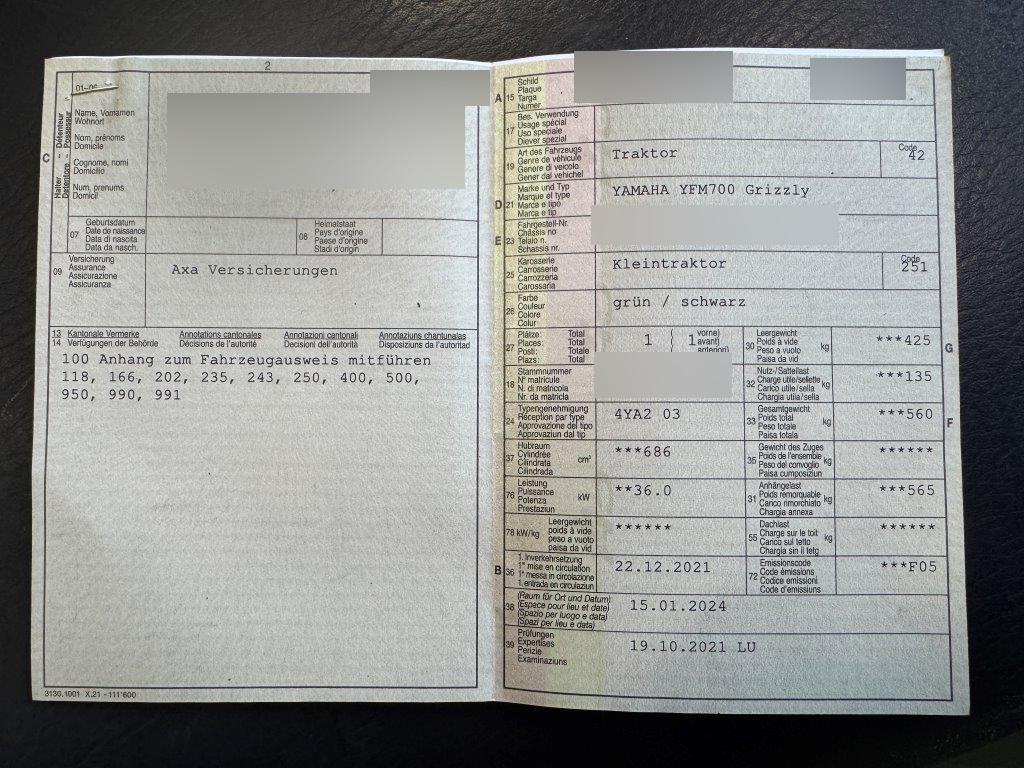 2
01-06
C
Halter - Détenteur
Detentore - Possessur
Name, Vornamen
Wohnort
Nom, prénoms
Domicile
Cognome, nomi
Domicilio
Num, prenums
Domicil
07
Geburtsdatum
Date de naissance
Data di nascita
Data da nasch.
08
Heimatstaat
Pays d'origine
Paese d'origine
Stadi d'origin
09
Versicherung
Assurance
Assicurazione
Assicuranza
Axa Versicherungen
13 Kantonale Vermerke Annotations cantonales Annotazioni cantonali Annotaziuns chantunalas
14 Verfügungen der Behörde Décisions de l'autorité Decisioni dell'autorità Disposiziuns da l'autoritad
100 Anhang zum Fahrzeugausweis mitführen
118, 166, 202, 235, 243, 250, 400, 500,
950, 990, 991
3130.1001 X.21 - 111'600
A 15
Schild
Plaque
Targa
Numer
17
Bes. Verwendung
Usage spécial
Uso speciale
Diever spezial
19
Art des Fahrzeugs
Genre de véhicule
Genere di veicolo
Gener dal vehichel
Traktor
Code
42
D 21
Marke und Typ
Marque et type
Marca e tipo
Marca e tip
YAMAHA YFM700 Grizzly
E 23
Fahrgestell-Nr.
Châssis no
Telaio n.
Schassis nr.
25
Karosserie
Carrosserie
Carrozzeria
Carossaria
Kleintraktor
Code
251
26
Farbe
Couleur
Colore
Colur
grün / schwarz
27
Plätze: Total
Places: Total
Posti: Totale
Plazs: Total
1 ( 1 vorne)
avant)
anteriori)
30
Leergewicht
Poids à vide
Peso a vuoto
Paisa da vid
kg
***425
G
18
Stammnummer
N° matricule
N. di matricola
Nr. da matricla
32
Nutz-/Sattellast
Charge utile/sellette
Carico utile/sella
Chargia utila/sella
kg
***135
24
Typengenehmigung
Réception par type
Approvazione del tipo
Approvaziun dal tip
4YA2 03
33
Gesamtgewicht
Poids total
Peso totale
Paisa totala
kg
***560
F
37
Hubraum
Cylindrée
Cilindrata
Cilindrada
cm³
***686
35
Gewicht des Zuges
Poids de l'ensemble
Peso del convoglio
Paisa cumposiziun
kg
******
76
Leistung
Puissance
Potenza
Prestaziun
kW
**36.0
31
Anhängelast
Poids remorquable
Carico rimorchiato
Chargia annexa
kg
***565
78 kW/kg
Leergewicht
poids à vide
peso a vuoto
paisa da vid
******
55
Dachlast
Charge sur le toit
Carico sul tetto
Chargia sin il tetg
kg
******
B 36
1. Inverkehrsetzung
1re mise en circulation
1a messa in circolazione
1. entrada en circulaziun
22.12.2021
72
Emissionscode
Code émissions
Codice emissioni
Code d'emissiuns
***F05
38
(Raum für Ort und Datum)
(Espace pour lieu et date)
(Spazio per luogo e data)
(Spazi per lieu e data)
15.01.2024
39
Prüfungen
Expertises
Perizie
Examinaziuns
19.10.2021 LU